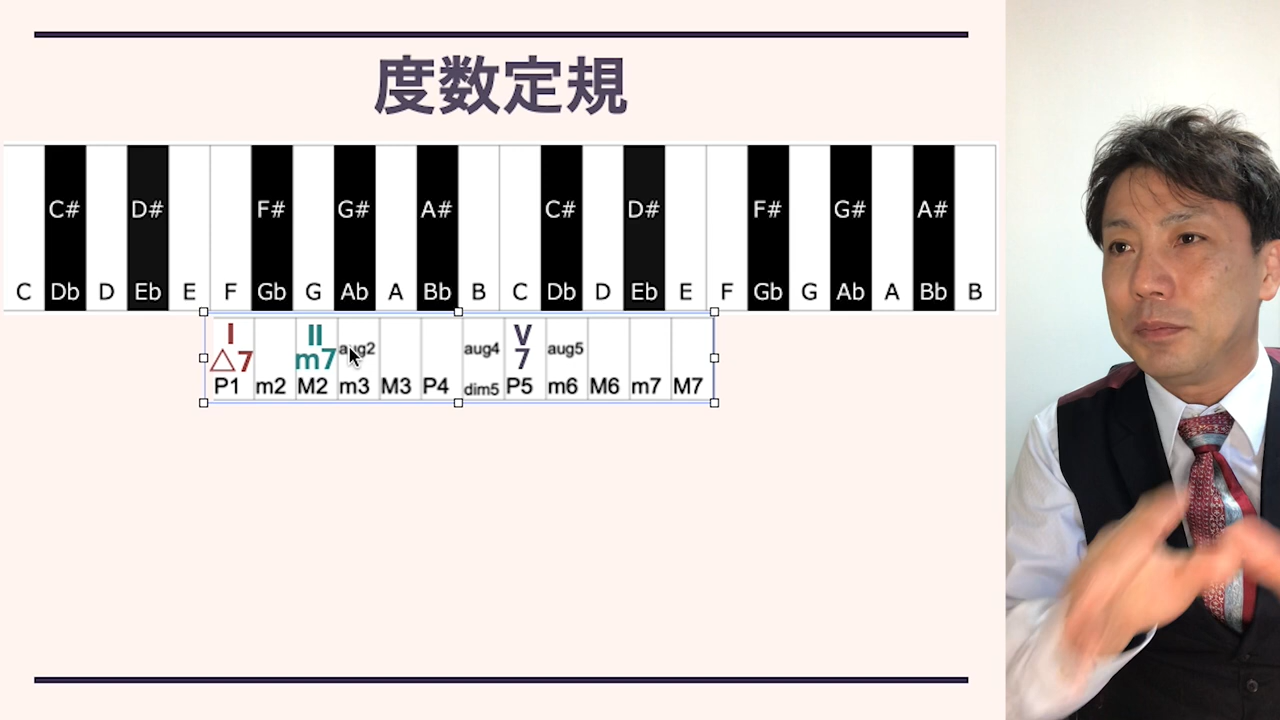 度数定規
C# D# F# G# A# C# D# F# G# A#
C Db D Eb E F Gb G Ab A Bb B C Db D Eb E F Gb G Ab A Bb B
I II aug2 aug4 V aug5
△7 m7 7
P1 m2 M2 m3 M3 P4 dim5 P5 m6 M6 m7 M7